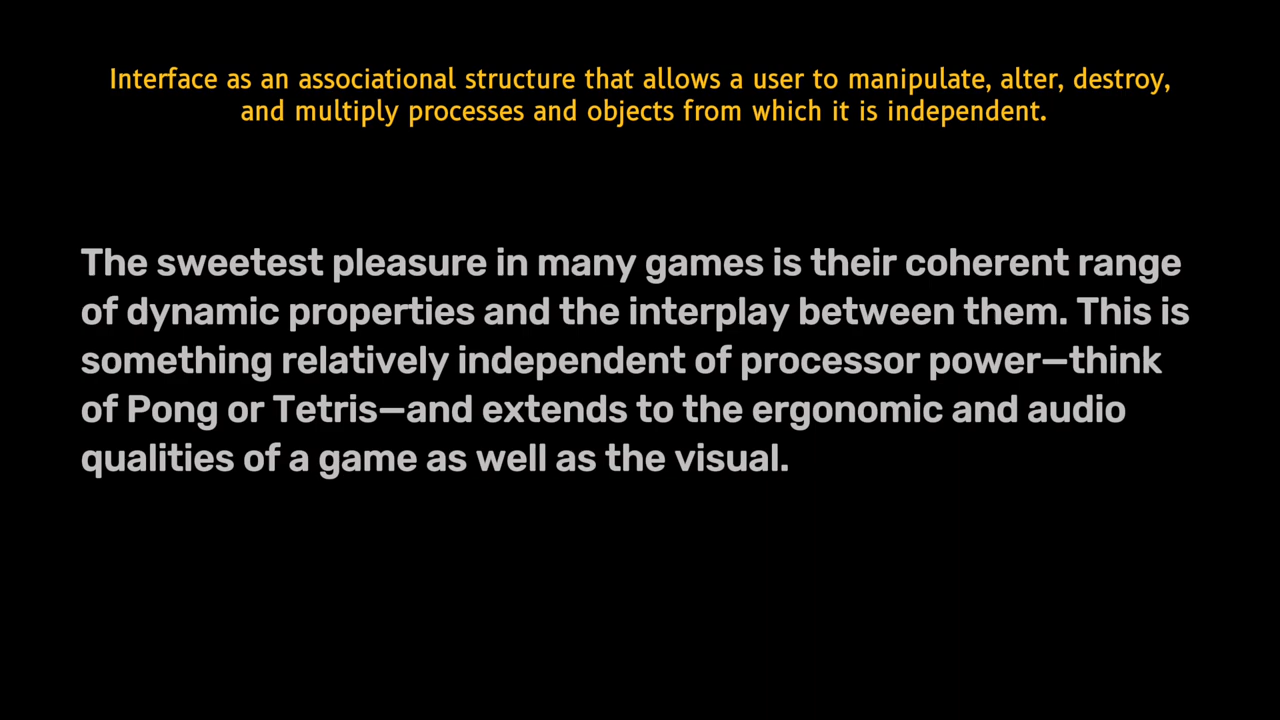 Interface as an associational structure that allows a user to manipulate, alter, destroy,
and multiply processes and objects from which it is independent.
The sweetest pleasure in many games is their coherent range
of dynamic properties and the interplay between them. This is
something relatively independent of processor power—think
of Pong or Tetris—and extends to the ergonomic and audio
qualities of a game as well as the visual.